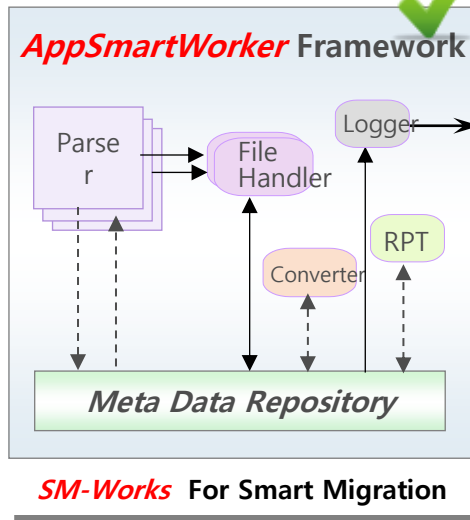 AppSmartWorker Framework
Parse
r
File
Handler
Logger
RPT
Converter
Meta Data Repository
SM-Works For Smart Migration